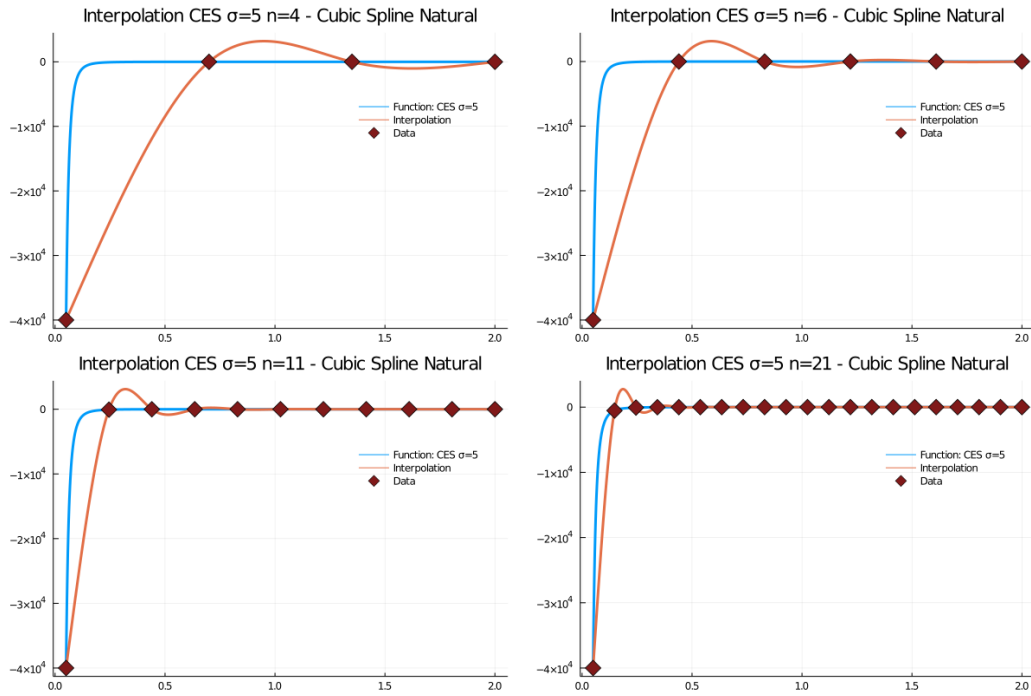 Interpolation CES σ=5 n=4 - Cubic Spline Natural
0
−1×10⁴
−2×10⁴
−3×10⁴
−4×10⁴
Function: CES σ=5
Interpolation
Data
0.0 0.5 1.0 1.5 2.0
Interpolation CES σ=5 n=6 - Cubic Spline Natural
0
−1×10⁴
−2×10⁴
−3×10⁴
−4×10⁴
Function: CES σ=5
Interpolation
Data
0.0 0.5 1.0 1.5 2.0
Interpolation CES σ=5 n=11 - Cubic Spline Natural
0
−1×10⁴
−2×10⁴
−3×10⁴
−4×10⁴
Function: CES σ=5
Interpolation
Data
0.0 0.5 1.0 1.5 2.0
Interpolation CES σ=5 n=21 - Cubic Spline Natural
0
−1×10⁴
−2×10⁴
−3×10⁴
−4×10⁴
Function: CES σ=5
Interpolation
Data
0.0 0.5 1.0 1.5 2.0